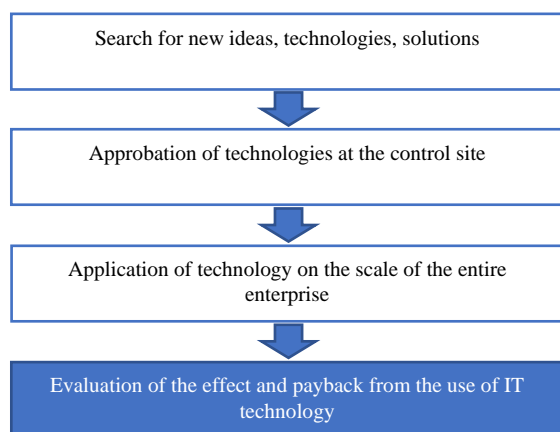 Search for new ideas, technologies, solutions
Approbation of technologies at the control site
Application of technology on the scale of the entire
enterprise
Evaluation of the effect and payback from the use of IT
technology